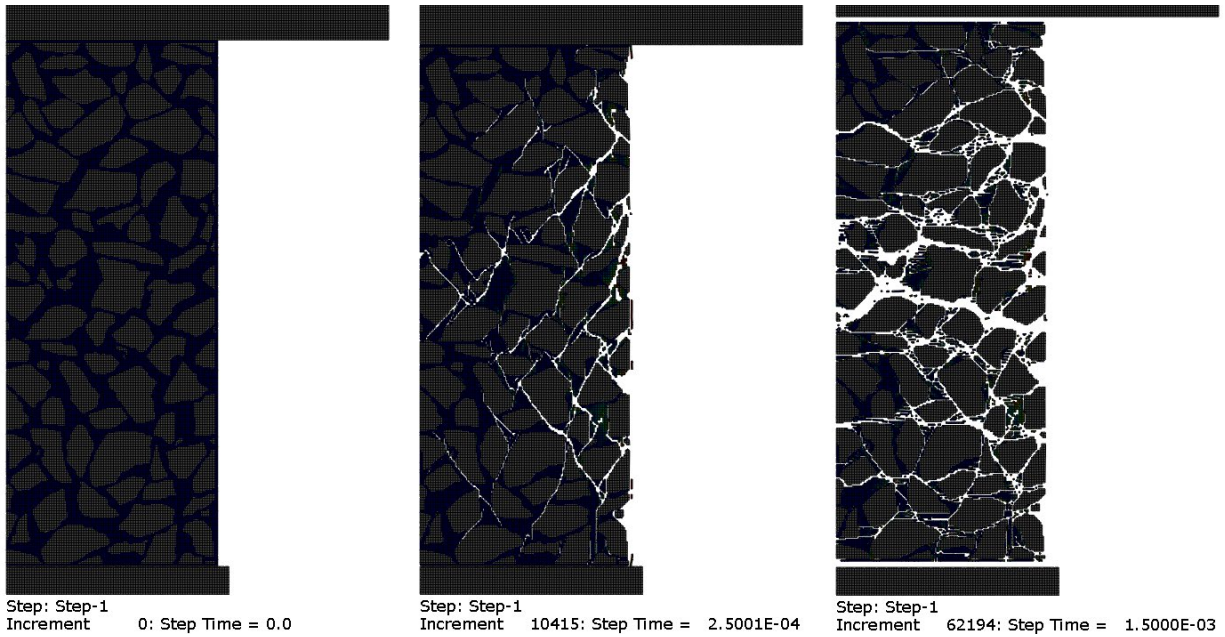 Step: Step-1
Increment 0: Step Time = 0.0
Step: Step-1
Increment 10415: Step Time = 2.5001E-04
Step: Step-1
Increment 62194: Step Time = 1.5000E-03